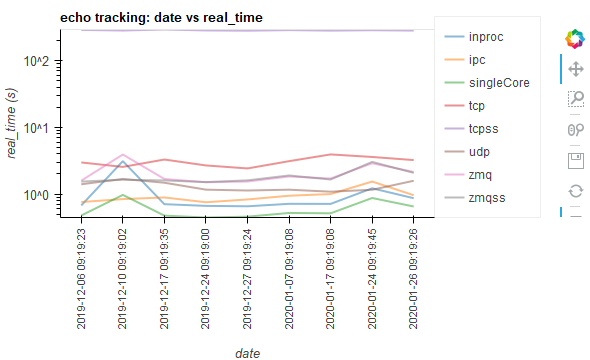 echo tracking: date vs real_time
real_time (s)
10^2
10^1
10^0
2019-12-06 09:19:23
2019-12-10 09:19:02
2019-12-17 09:19:35
2019-12-24 09:19:00
2019-12-27 09:19:24
2020-01-07 09:19:08
2020-01-17 09:19:08
2020-01-24 09:19:45
2020-01-26 09:19:26
date
inproc
ipc
singleCore
tcp
tcpss
udp
zmq
zmqss